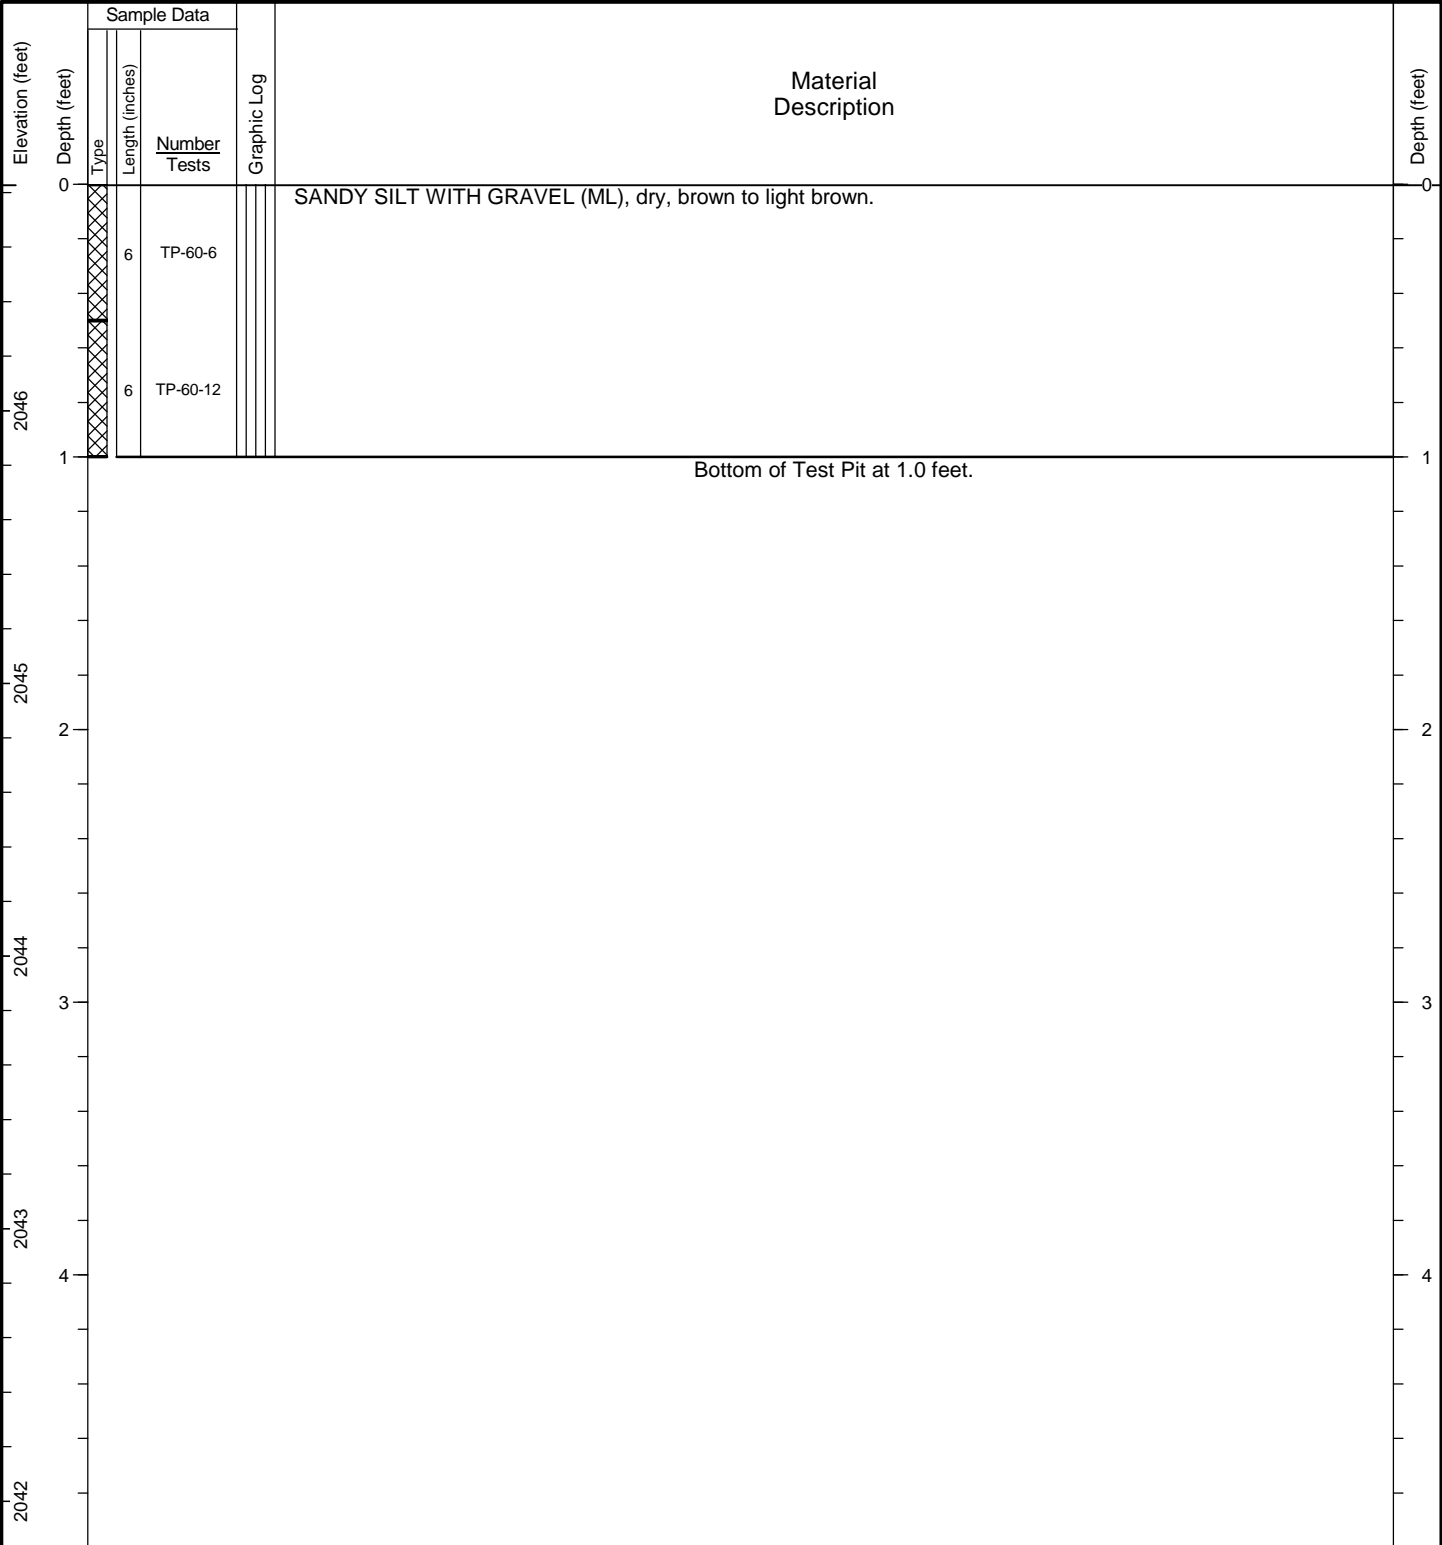 Sample Data
Elevation (feet)
Depth (feet)
Type
Length (inches)
Number
Tests
Graphic Log
Material
Description
Depth (feet)
0
SANDY SILT WITH GRAVEL (ML), dry, brown to light brown.
0
6 TP-60-6
6 TP-60-12
2046
1
Bottom of Test Pit at 1.0 feet.
1
2045
2
2
2044
3
3
2043
4
4
2042